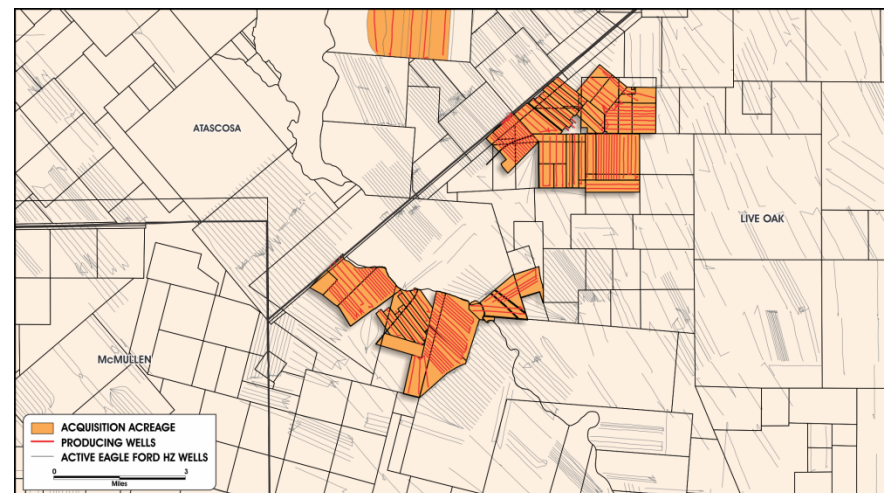 ATASCOSA
LIVE OAK
McMULLEN
ACQUISITION ACREAGE
PRODUCING WELLS
ACTIVE EAGLE FORD HZ WELLS
0 3
Miles